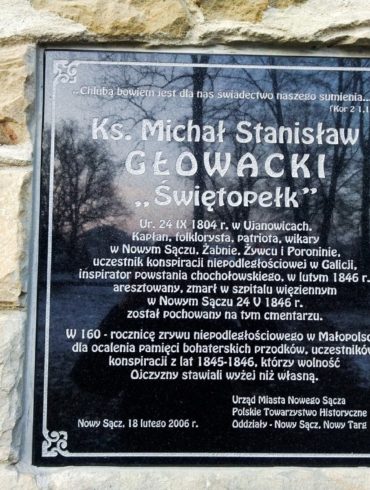 „Chlubą bowiem jest dla nas świadectwo naszego sumienia...
(Kor 2 1,1
Ks. Michał Stanisław
GŁOWACKI
„Świętopełk”
Ur. 24 IX 1804 r. w Ujanowicach,
Kapłan, folklorysta, patriota, wikary
w Nowym Sączu, Żabnie, Żywcu i Poroninie,
uczestnik konspiracji niepodległościowej w Galicji,
inspirator powstania chochołowskiego, w lutym 1846 r.
aresztowany, zmarł w szpitalu więziennym
w Nowym Sączu 24 V 1846 r.
został pochowany na tym cmentarzu.
W 160 - rocznicę zrywu niepodległościowego w Małopolsc
dla ocalenia pamięci bohaterskich przodków, uczestników
konspiracji z lat 1845-1846, którzy wolność
Ojczyzny stawiali wyżej niż własną.
Urząd Miasta Nowego Sącza
Polskie Towarzystwo Historyczne
Nowy Sącz, 18 lutego 2006 r. Oddziały - Nowy Sącz, Nowy Targ